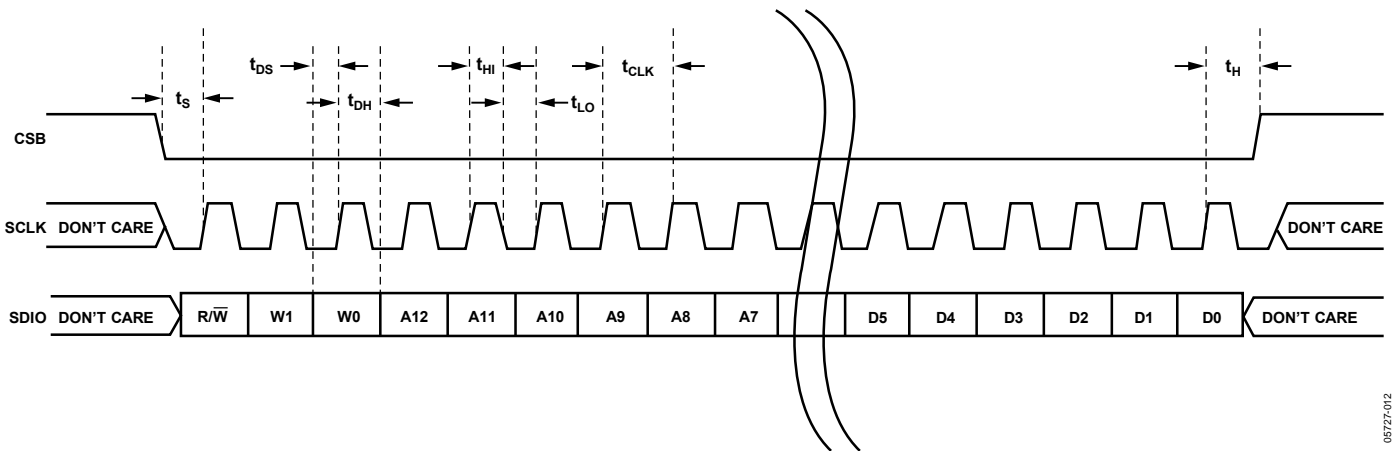 tS
tDS
tDH
tHI
tLO
tCLK
tH
CSB
SCLK DON'T CARE DON'T CARE
SDIO DON'T CARE R/W̅ W1 W0 A12 A11 A10 A9 A8 A7 D5 D4 D3 D2 D1 D0 DON'T CARE
05727-012